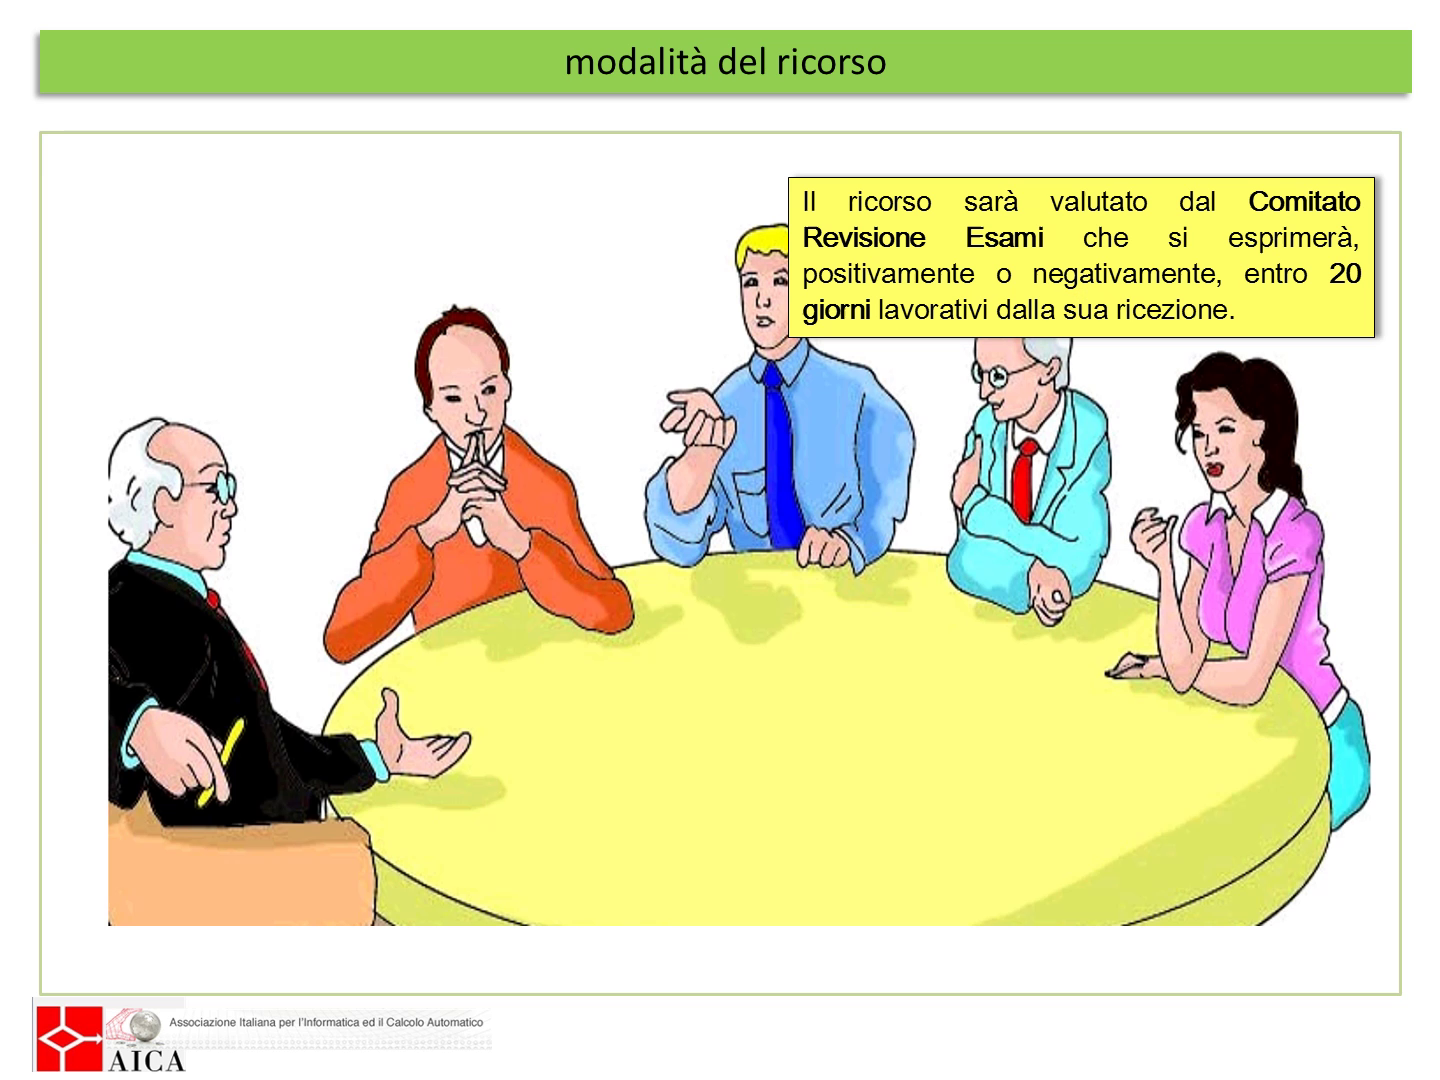 modalità del ricorso
Il ricorso sarà valutato dal Comitato
Revisione Esami che si esprimerà,
positivamente o negativamente, entro 20
giorni lavorativi dalla sua ricezione.
Associazione Italiana per l'Informatica ed il Calcolo Automatico
AICA